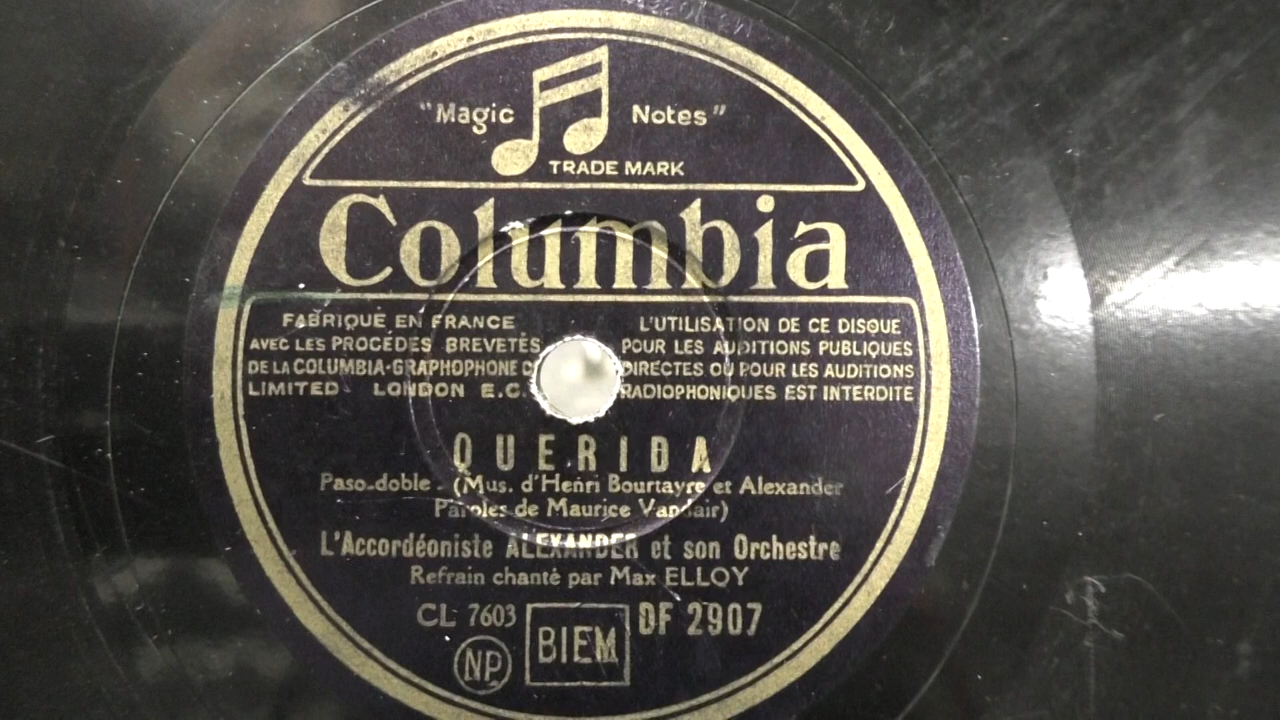 "Magic Notes"
TRADE MARK
Columbia
FABRIQUÉ EN FRANCE
AVEC LES PROCÉDÉS BREVETÉS
DE LA COLUMBIA-GRAPHOPHONE
LIMITED LONDON E.C.
L'UTILISATION DE CE DISQUE
POUR LES AUDITIONS PUBLIQUES
DIRECTES OU POUR LES AUDITIONS
RADIOPHONIQUES EST INTERDITE
QUERIDA
Paso-doble - (Mus. d'Henri Bourtayre et Alexander
Paroles de Maurice Vandair)
L'Accordéoniste ALEXANDER et son Orchestre
Refrain chanté par Max ELLOY
CL 7603 BIEM DF 2907
NP